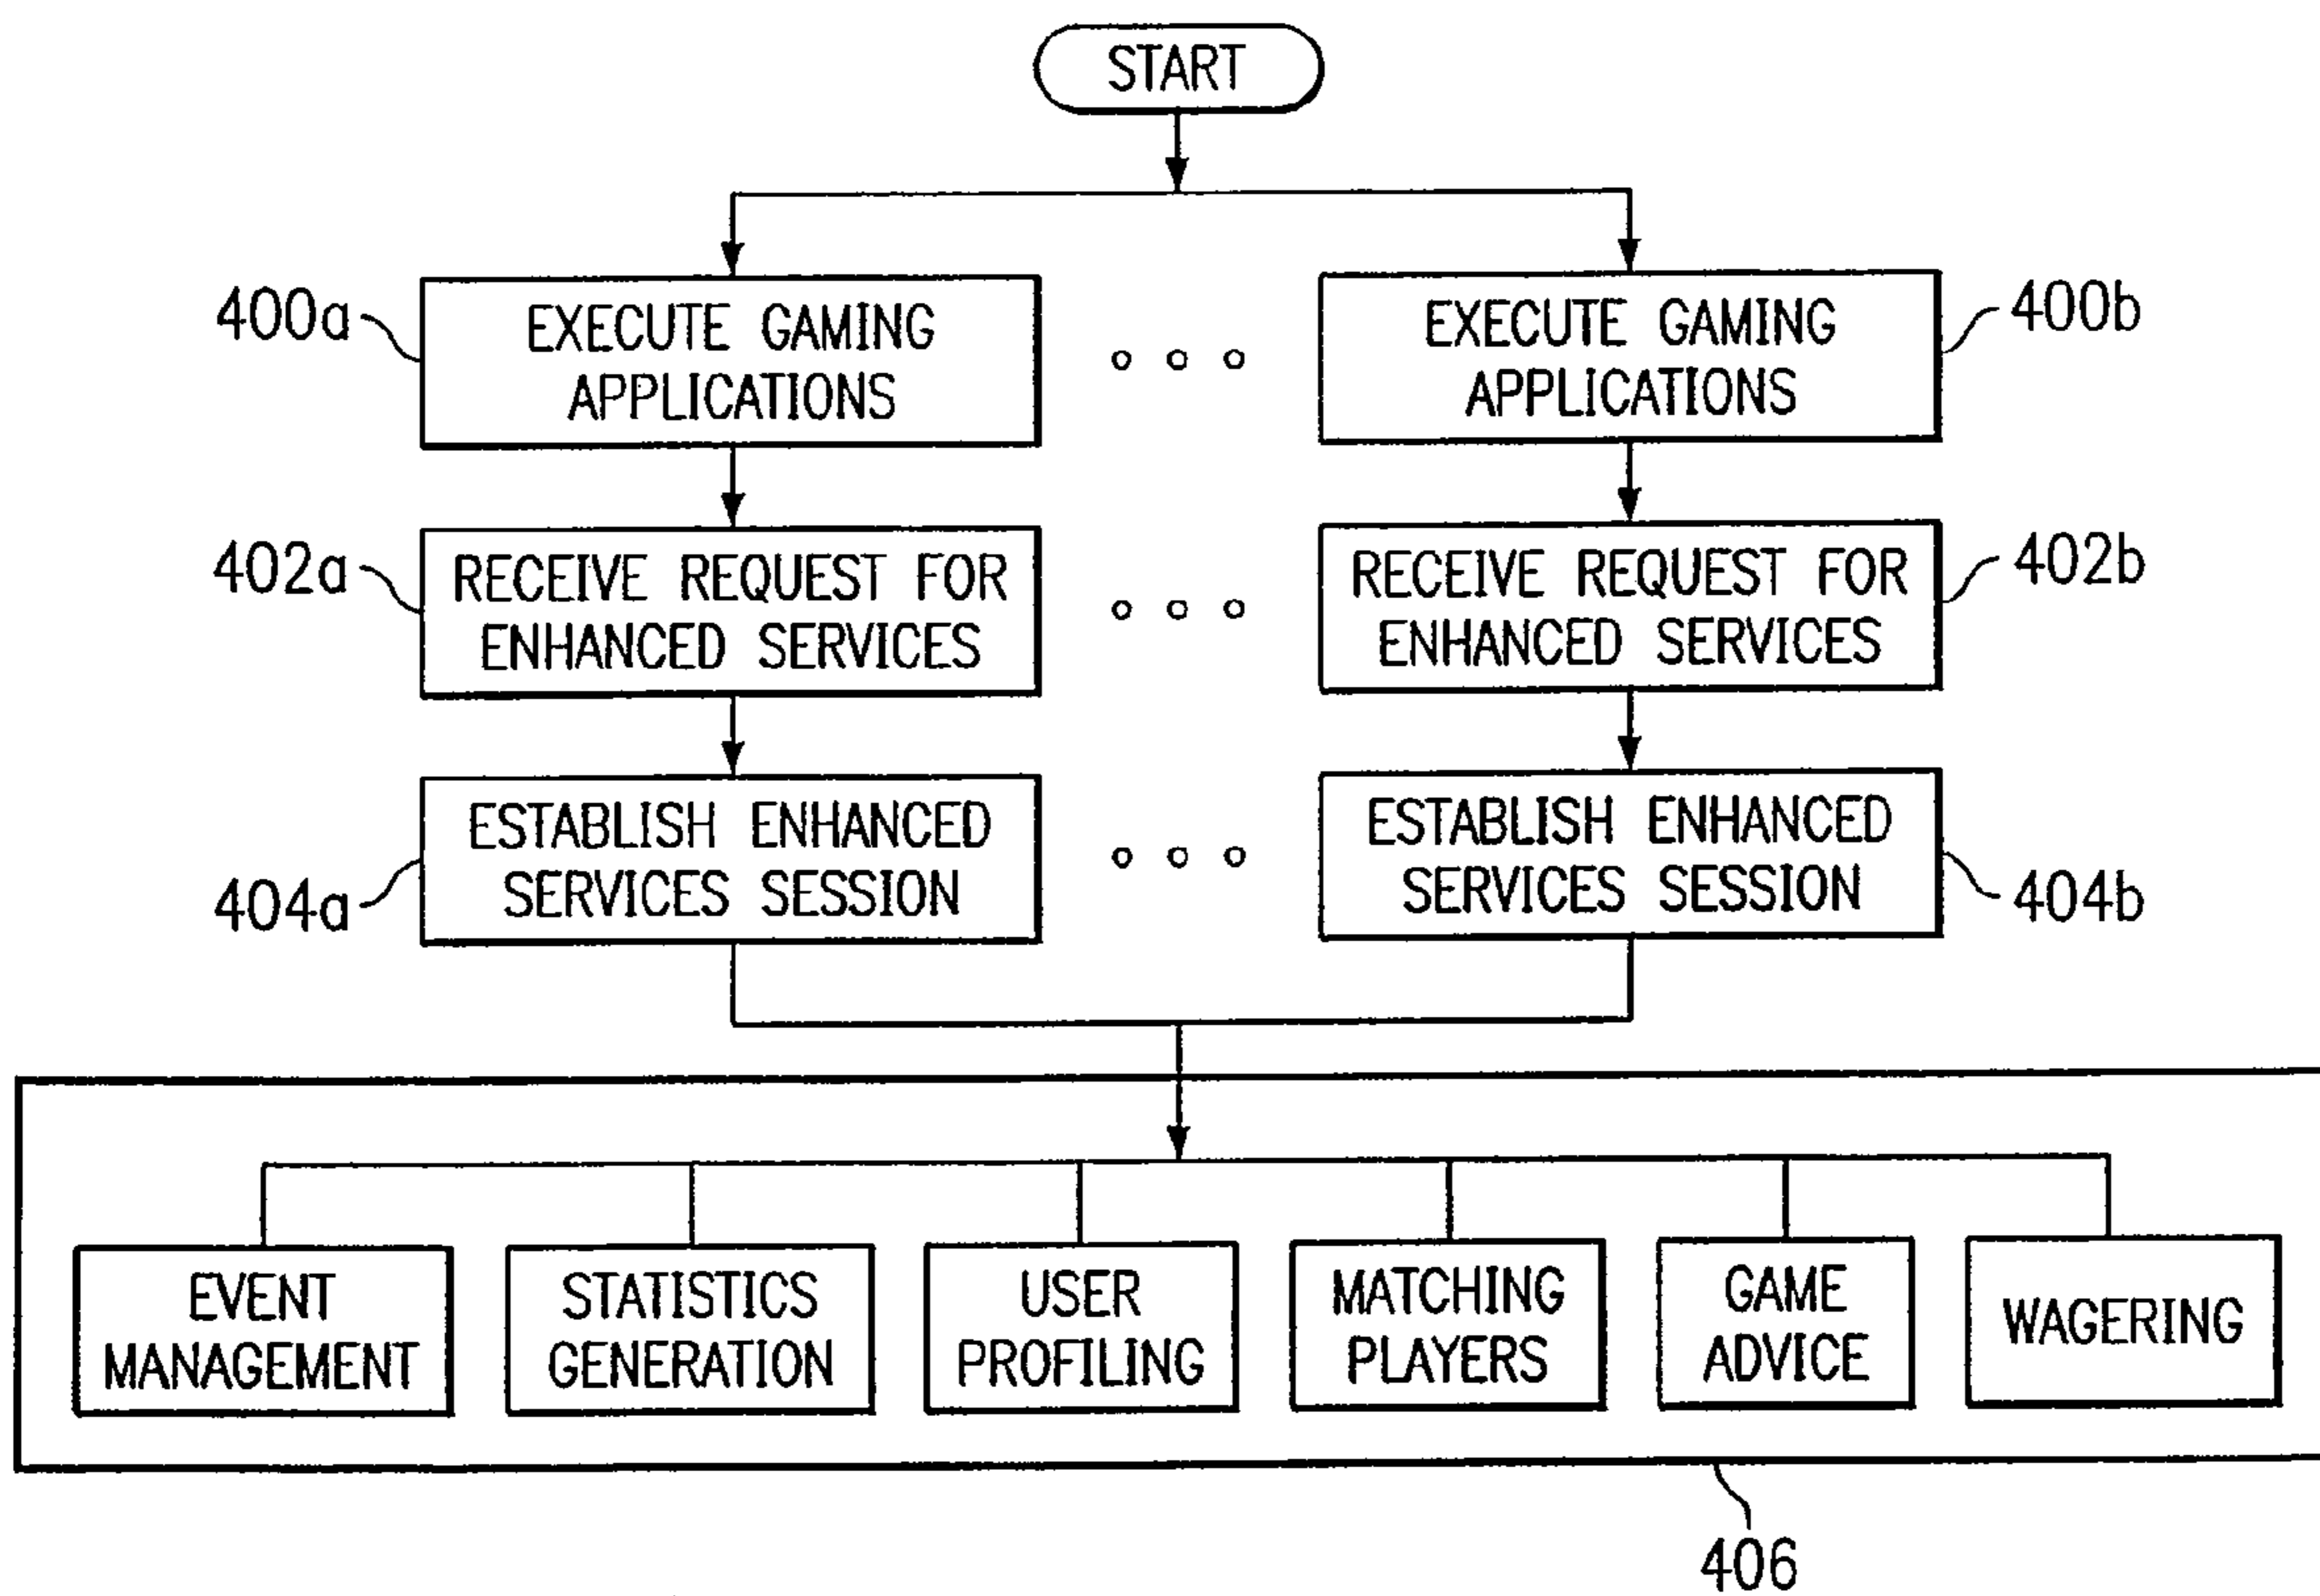 START
400a
EXECUTE GAMING
APPLICATIONS
EXECUTE GAMING
APPLICATIONS
400b
402a
RECEIVE REQUEST FOR
ENHANCED SERVICES
RECEIVE REQUEST FOR
ENHANCED SERVICES
402b
404a
ESTABLISH ENHANCED
SERVICES SESSION
ESTABLISH ENHANCED
SERVICES SESSION
404b
EVENT
MANAGEMENT
STATISTICS
GENERATION
USER
PROFILING
MATCHING
PLAYERS
GAME
ADVICE
WAGERING
406